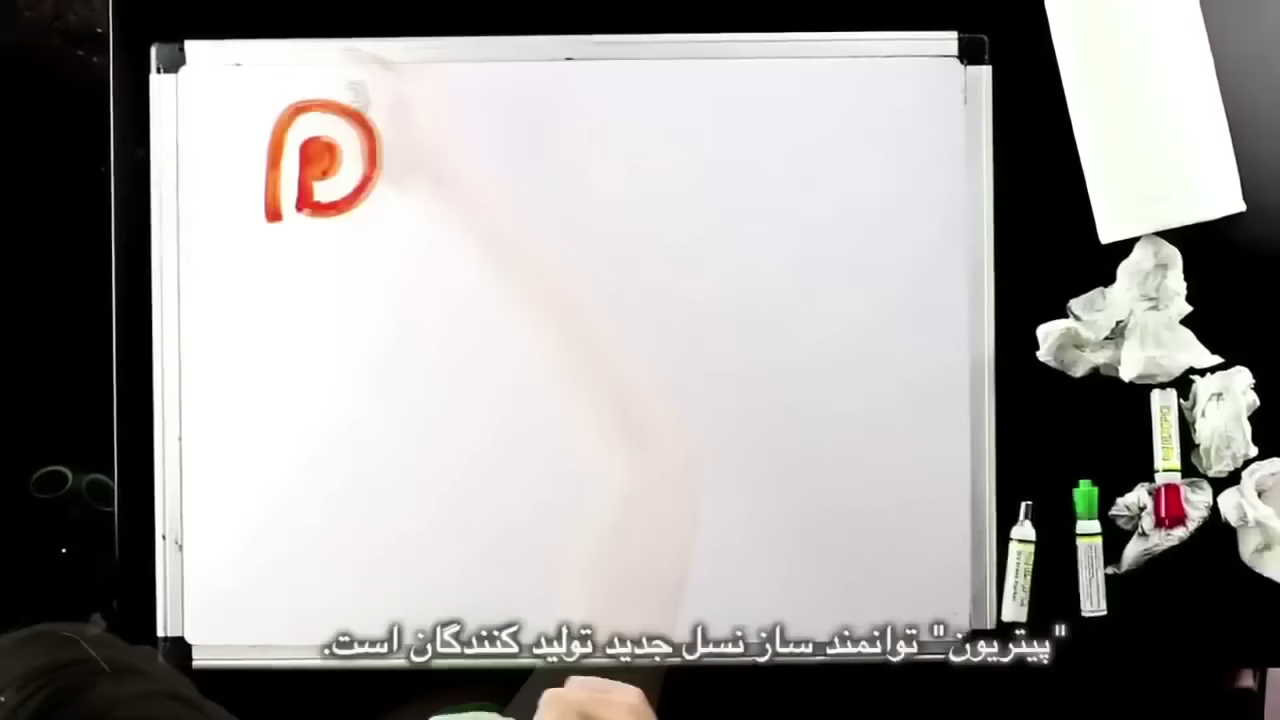 "پیتریون" توانمند ساز نسل جدید تولید کنندگان است.